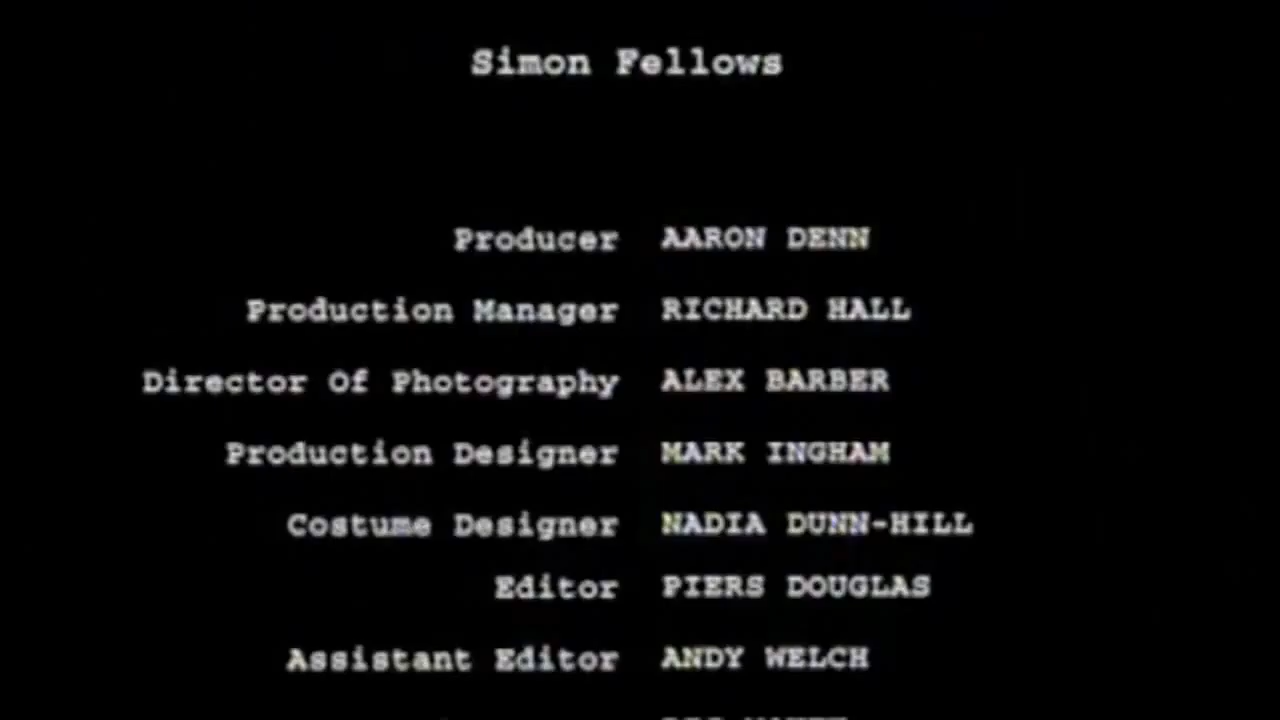 Simon Fellows
Producer AARON DENN
Production Manager RICHARD HALL
Director Of Photography ALEX BARBER
Production Designer MARK INGHAM
Costume Designer NADIA DUNN-HILL
Editor PIERS DOUGLAS
Assistant Editor ANDY WELCH